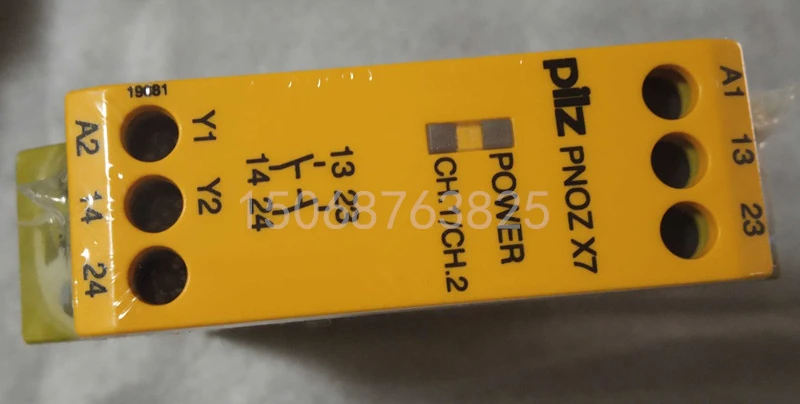 A1 13 23
pilz
PNOZ X7
POWER
CH.1/CH.2
13 23
14 24
Y1 Y2
19081
A2 14 24
15068763825